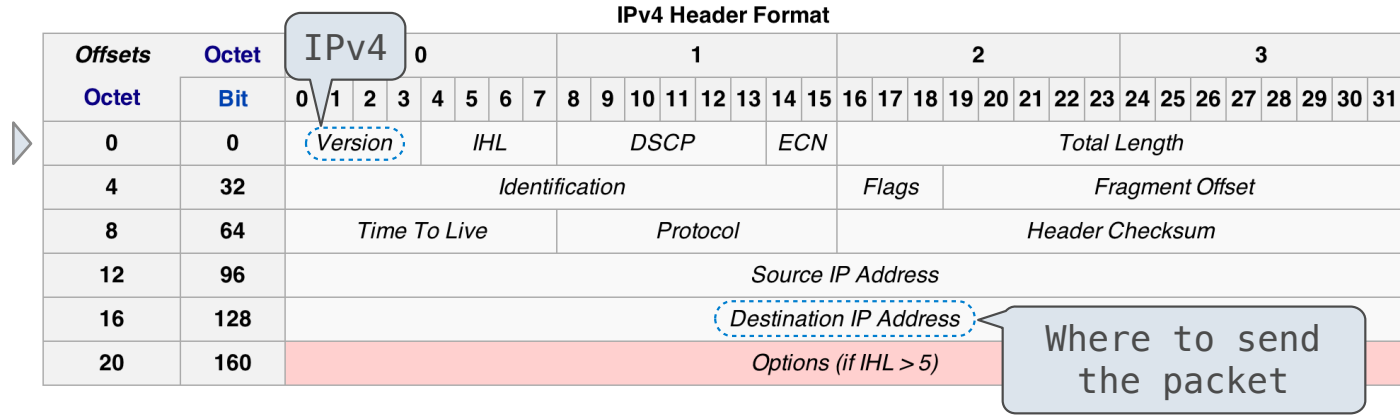 IPv4 Header Format
Offsets Octet 0 1 2 3
IPv4
Octet Bit 0 1 2 3 4 5 6 7 8 9 10 11 12 13 14 15 16 17 18 19 20 21 22 23 24 25 26 27 28 29 30 31
0 0 Version IHL DSCP ECN Total Length
4 32 Identification Flags Fragment Offset
8 64 Time To Live Protocol Header Checksum
12 96 Source IP Address
16 128 Destination IP Address
20 160 Options (if IHL > 5)
Where to send
the packet